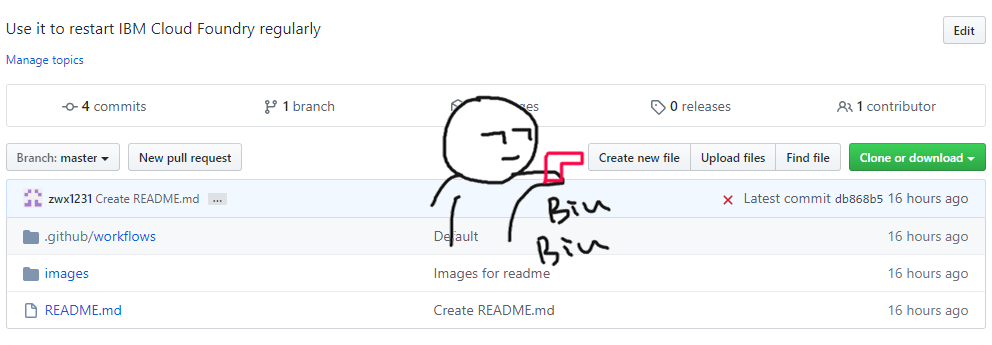 Use it to restart IBM Cloud Foundry regularly
Edit
Manage topics
4 commits
1 branch
es
0 releases
1 contributor
Branch: master
New pull request
Create new file
Upload files
Find file
Clone or download
zwx1231 Create README.md ...
Latest commit db868b5 16 hours ago
.github/workflows
Default
16 hours ago
images
Images for readme
16 hours ago
README.md
Create README.md
16 hours ago
Biu
Biu